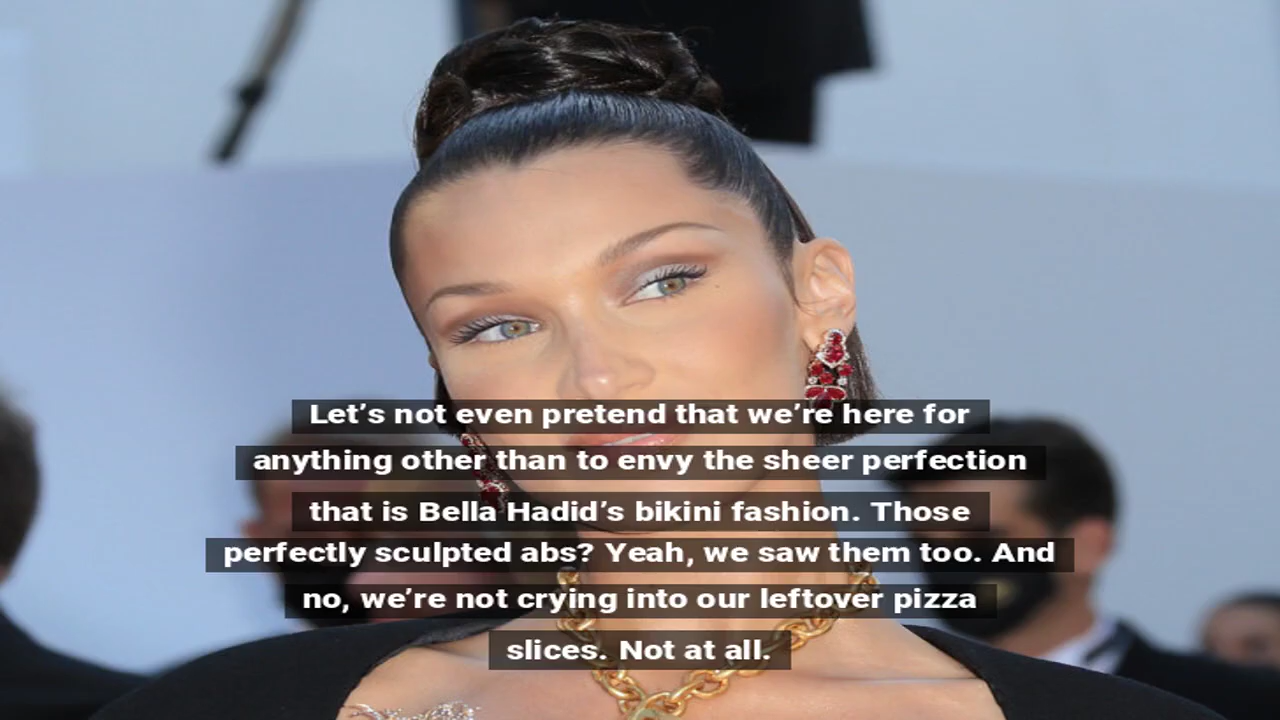 Let’s not even pretend that we’re here for
anything other than to envy the sheer perfection
that is Bella Hadid’s bikini fashion. Those
perfectly sculpted abs? Yeah, we saw them too. And
no, we’re not crying into our leftover pizza
slices. Not at all.